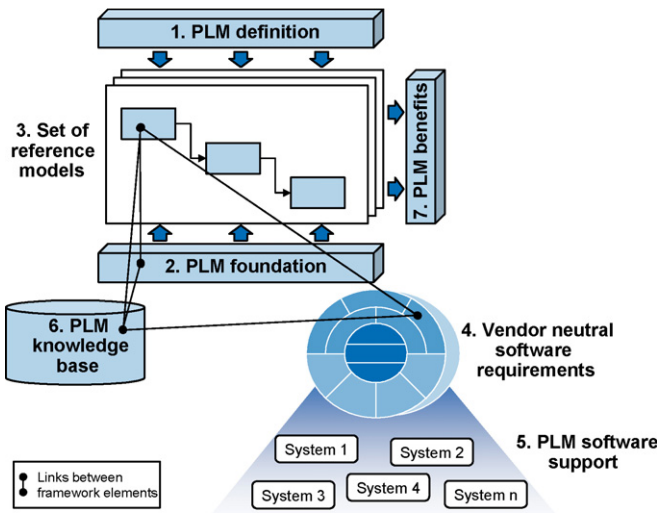 1. PLM definition
3. Set of
reference
models
7. PLM benefits
2. PLM foundation
6. PLM
knowledge
base
4. Vendor neutral
software
requirements
5. PLM software
support
System 1
System 2
System 3
System 4
System n
Links between
framework elements